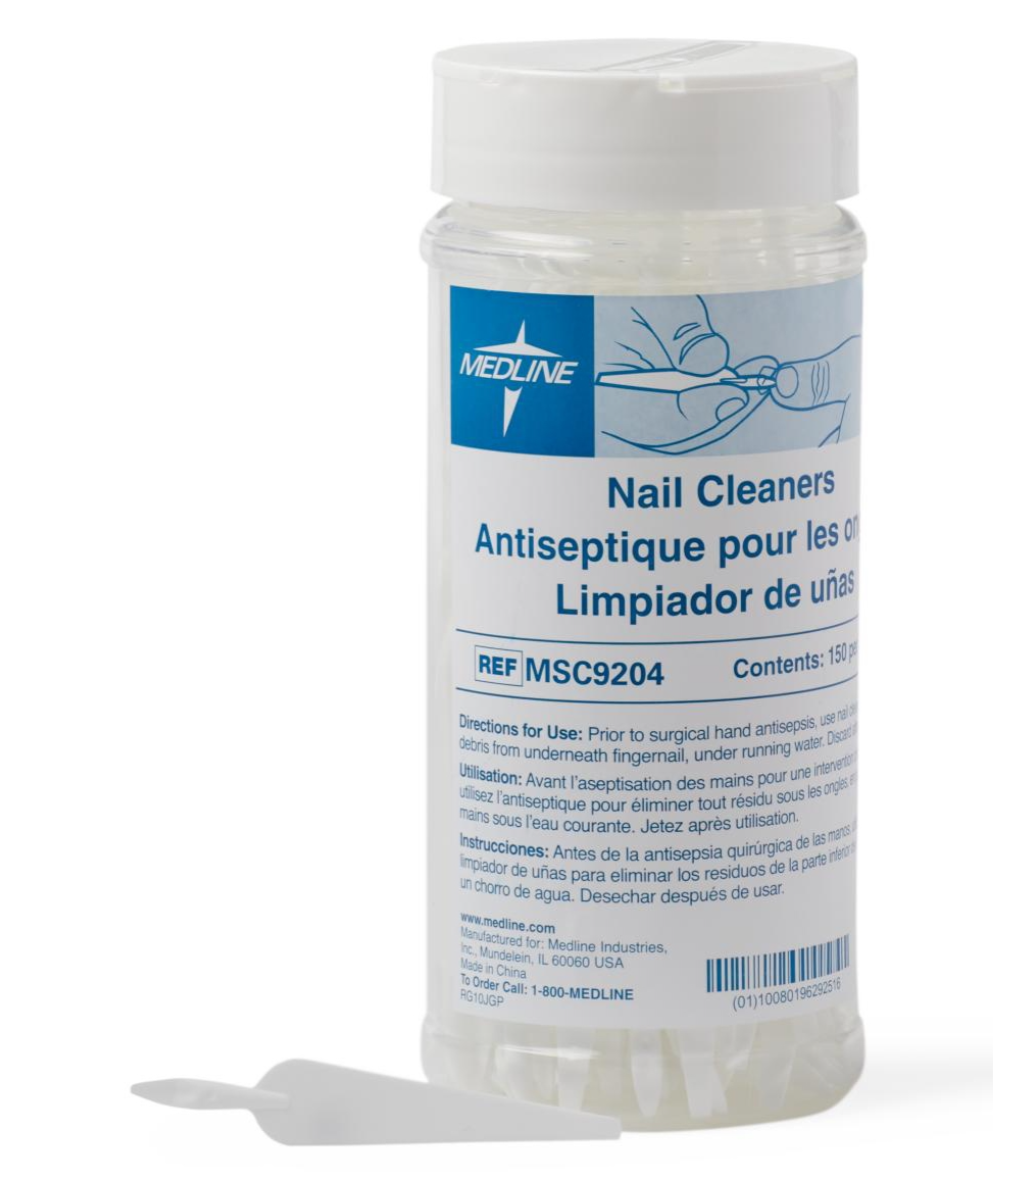 MEDLINE
Nail Cleaners
Antiseptique pour les
Limpiador de uñas
REF MSC9204
Contents: 150
Directions for Use: Prior to surgical hand antisepsis, use nail
debris from underneath fingernail, under running water. Discard
Utilisation: Avant l'aseptisation des mains pour une intervention
utilisez l'antiseptique pour éliminer tout résidu sous les ongles,
mains sous l'eau courante. Jetez après utilisation.
Instrucciones: Antes de la antisepsia quirúrgica de las manos,
limpiador de uñas para eliminar los residuos de la parte inferior
un chorro de agua. Desechar después de usar.
www.medline.com
Manufactured for: Medline Industries,
Inc., Mundelein, IL 60060 USA
Made in China
To Order Call: 1-800-MEDLINE
RG10JGP
(01)10080196292516